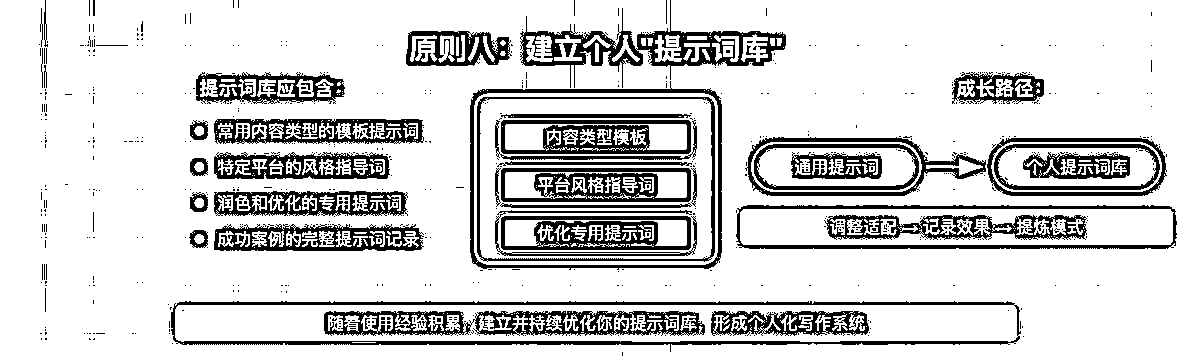 原则八：建立个人"提示词库"
提示词库应包含：
常用内容类型的模板提示词
特定平台的风格指导词
润色和优化的专用提示词
成功案例的完整提示词记录
内容类型模板
平台风格指导词
优化专用提示词
成长路径：
通用提示词
个人提示词库
调整适配→记录效果→提炼模式
随着使用经验积累，建立并持续优化你的提示词库，形成个人化写作系统